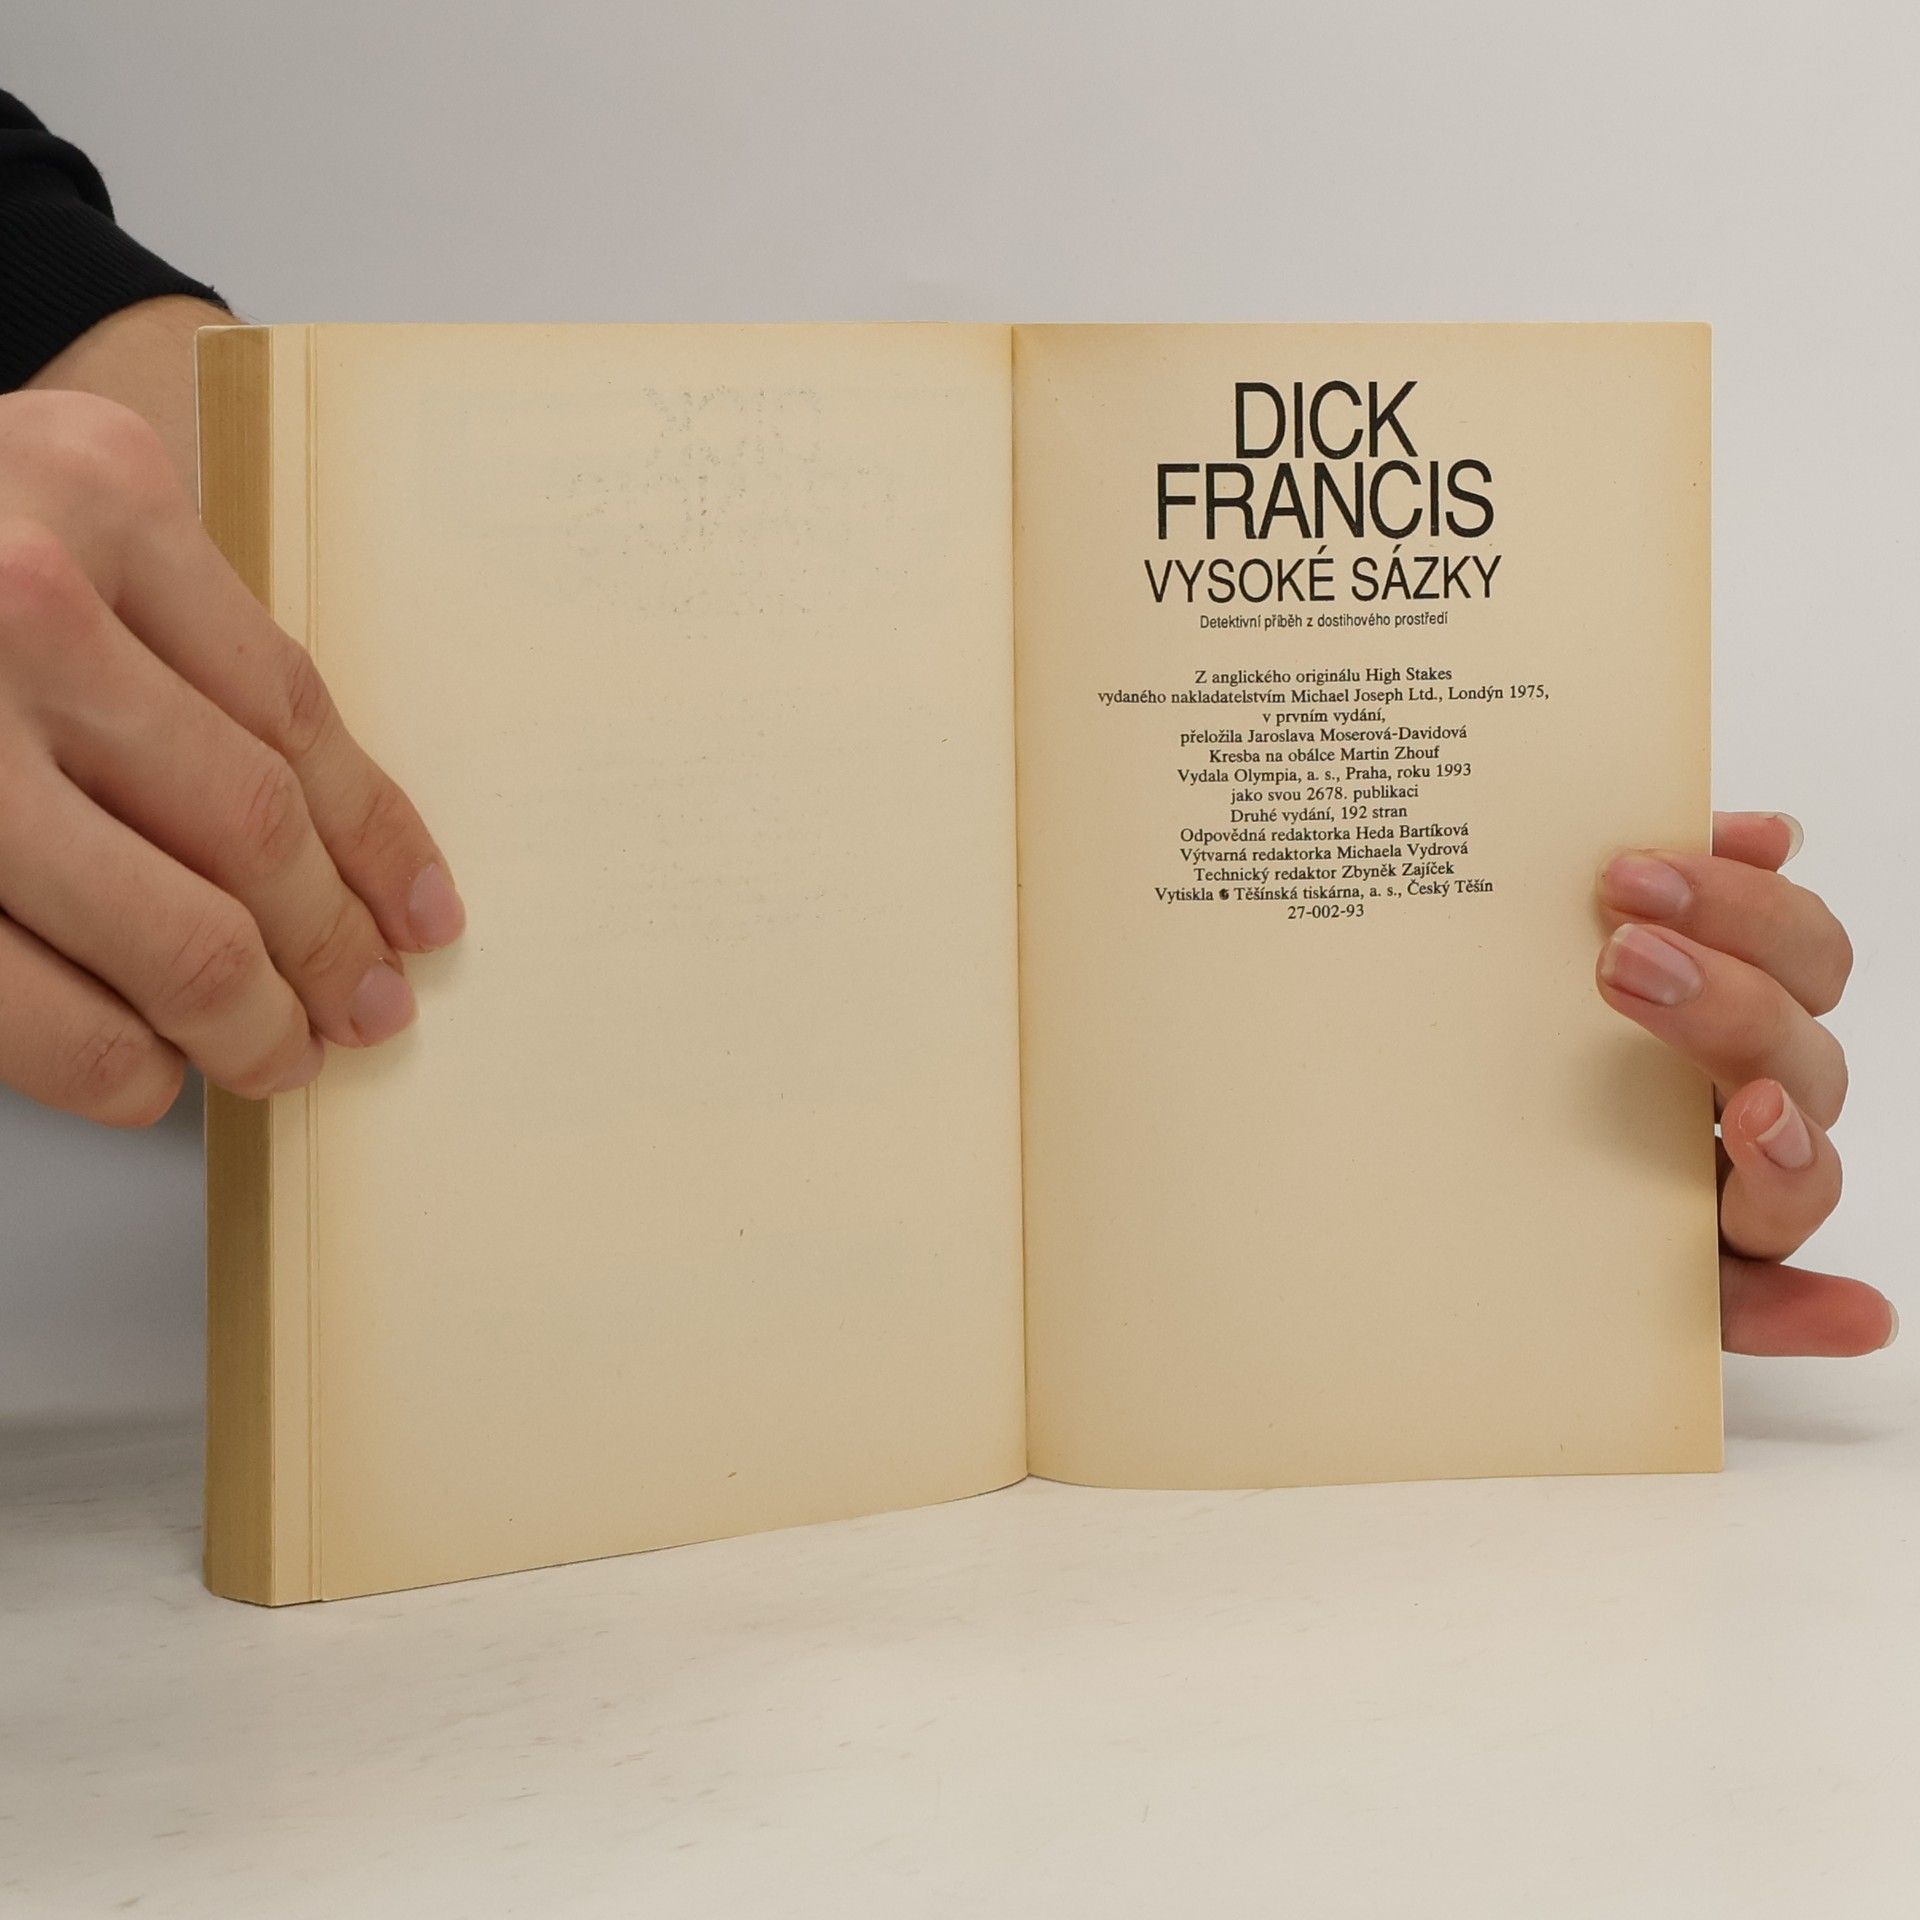 DICK
FRANCIS
VYSOKÉ SÁZKY
Detektivní příběh z dostihového prostředí
Z anglického originálu High Stakes
vydaného nakladatelstvím Michael Joseph Ltd., Londýn 1975,
v prvním vydání,
přeložila Jaroslava Moserová-Davidová
Kresba na obálce Martin Zhouf
Vydala Olympia, a. s., Praha, roku 1993
jako svou 2678. publikaci
Druhé vydání, 192 stran
Odpovědná redaktorka Heda Bartíková
Výtvarná redaktorka Michaela Vydrová
Technický redaktor Zbyněk Zajíček
Vytiskla Těšínská tiskárna, a. s., Český Těšín
27-002-93